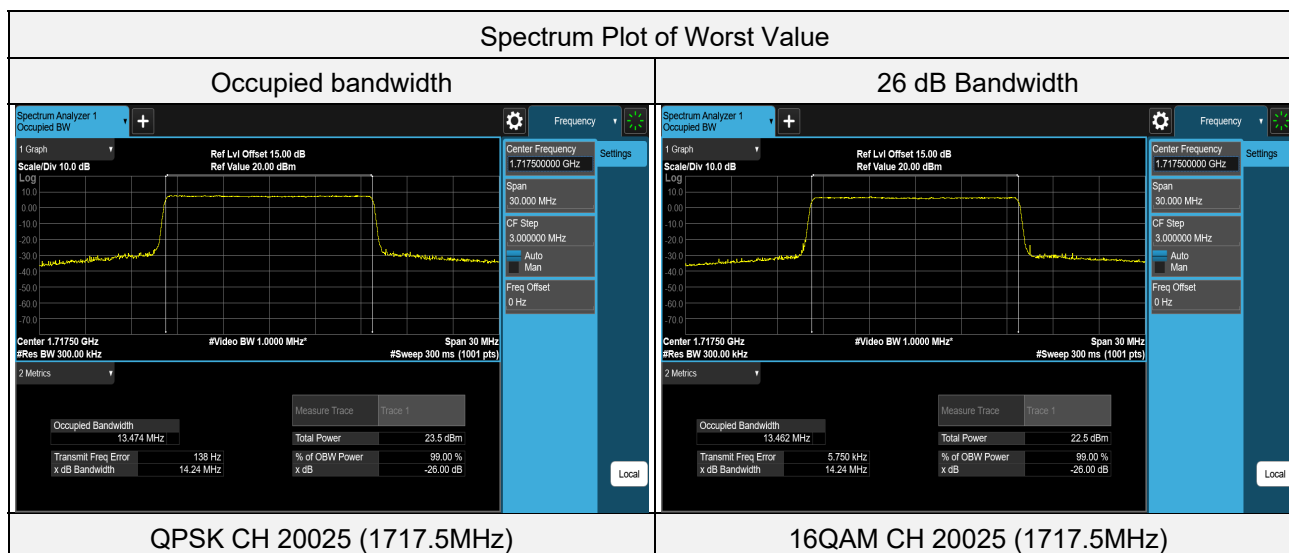 Spectrum Plot of Worst Value
Occupied bandwidth
26 dB Bandwidth
Spectrum Analyzer 1
Occupied BW
+
Frequency
1 Graph
Ref Lvl Offset 15.00 dB
Scale/Div 10.0 dB
Ref Value 20.00 dBm
Log
10.0
0.00
-10.0
-20.0
-30.0
-40.0
-50.0
-60.0
-70.0
Center 1.71750 GHz
#Video BW 1.0000 MHz*
Span 30 MHz
#Res BW 300.00 kHz
#Sweep 300 ms (1001 pts)
Center Frequency
1.717500000 GHz
Settings
Span
30.000 MHz
CF Step
3.000000 MHz
Auto
Man
Freq Offset
0 Hz
Local
2 Metrics
Measure Trace
Trace 1
Occupied Bandwidth
13.474 MHz
Total Power
23.5 dBm
Transmit Freq Error
138 Hz
% of OBW Power
99.00 %
x dB Bandwidth
14.24 MHz
x dB
-26.00 dB
Spectrum Analyzer 1
Occupied BW
+
Frequency
1 Graph
Ref Lvl Offset 15.00 dB
Scale/Div 10.0 dB
Ref Value 20.00 dBm
Log
10.0
0.00
-10.0
-20.0
-30.0
-40.0
-50.0
-60.0
-70.0
Center 1.71750 GHz
#Video BW 1.0000 MHz*
Span 30 MHz
#Res BW 300.00 kHz
#Sweep 300 ms (1001 pts)
Center Frequency
1.717500000 GHz
Settings
Span
30.000 MHz
CF Step
3.000000 MHz
Auto
Man
Freq Offset
0 Hz
Local
2 Metrics
Measure Trace
Trace 1
Occupied Bandwidth
13.462 MHz
Total Power
22.5 dBm
Transmit Freq Error
5.750 kHz
% of OBW Power
99.00 %
x dB Bandwidth
14.24 MHz
x dB
-26.00 dB
QPSK CH 20025 (1717.5MHz)
16QAM CH 20025 (1717.5MHz)